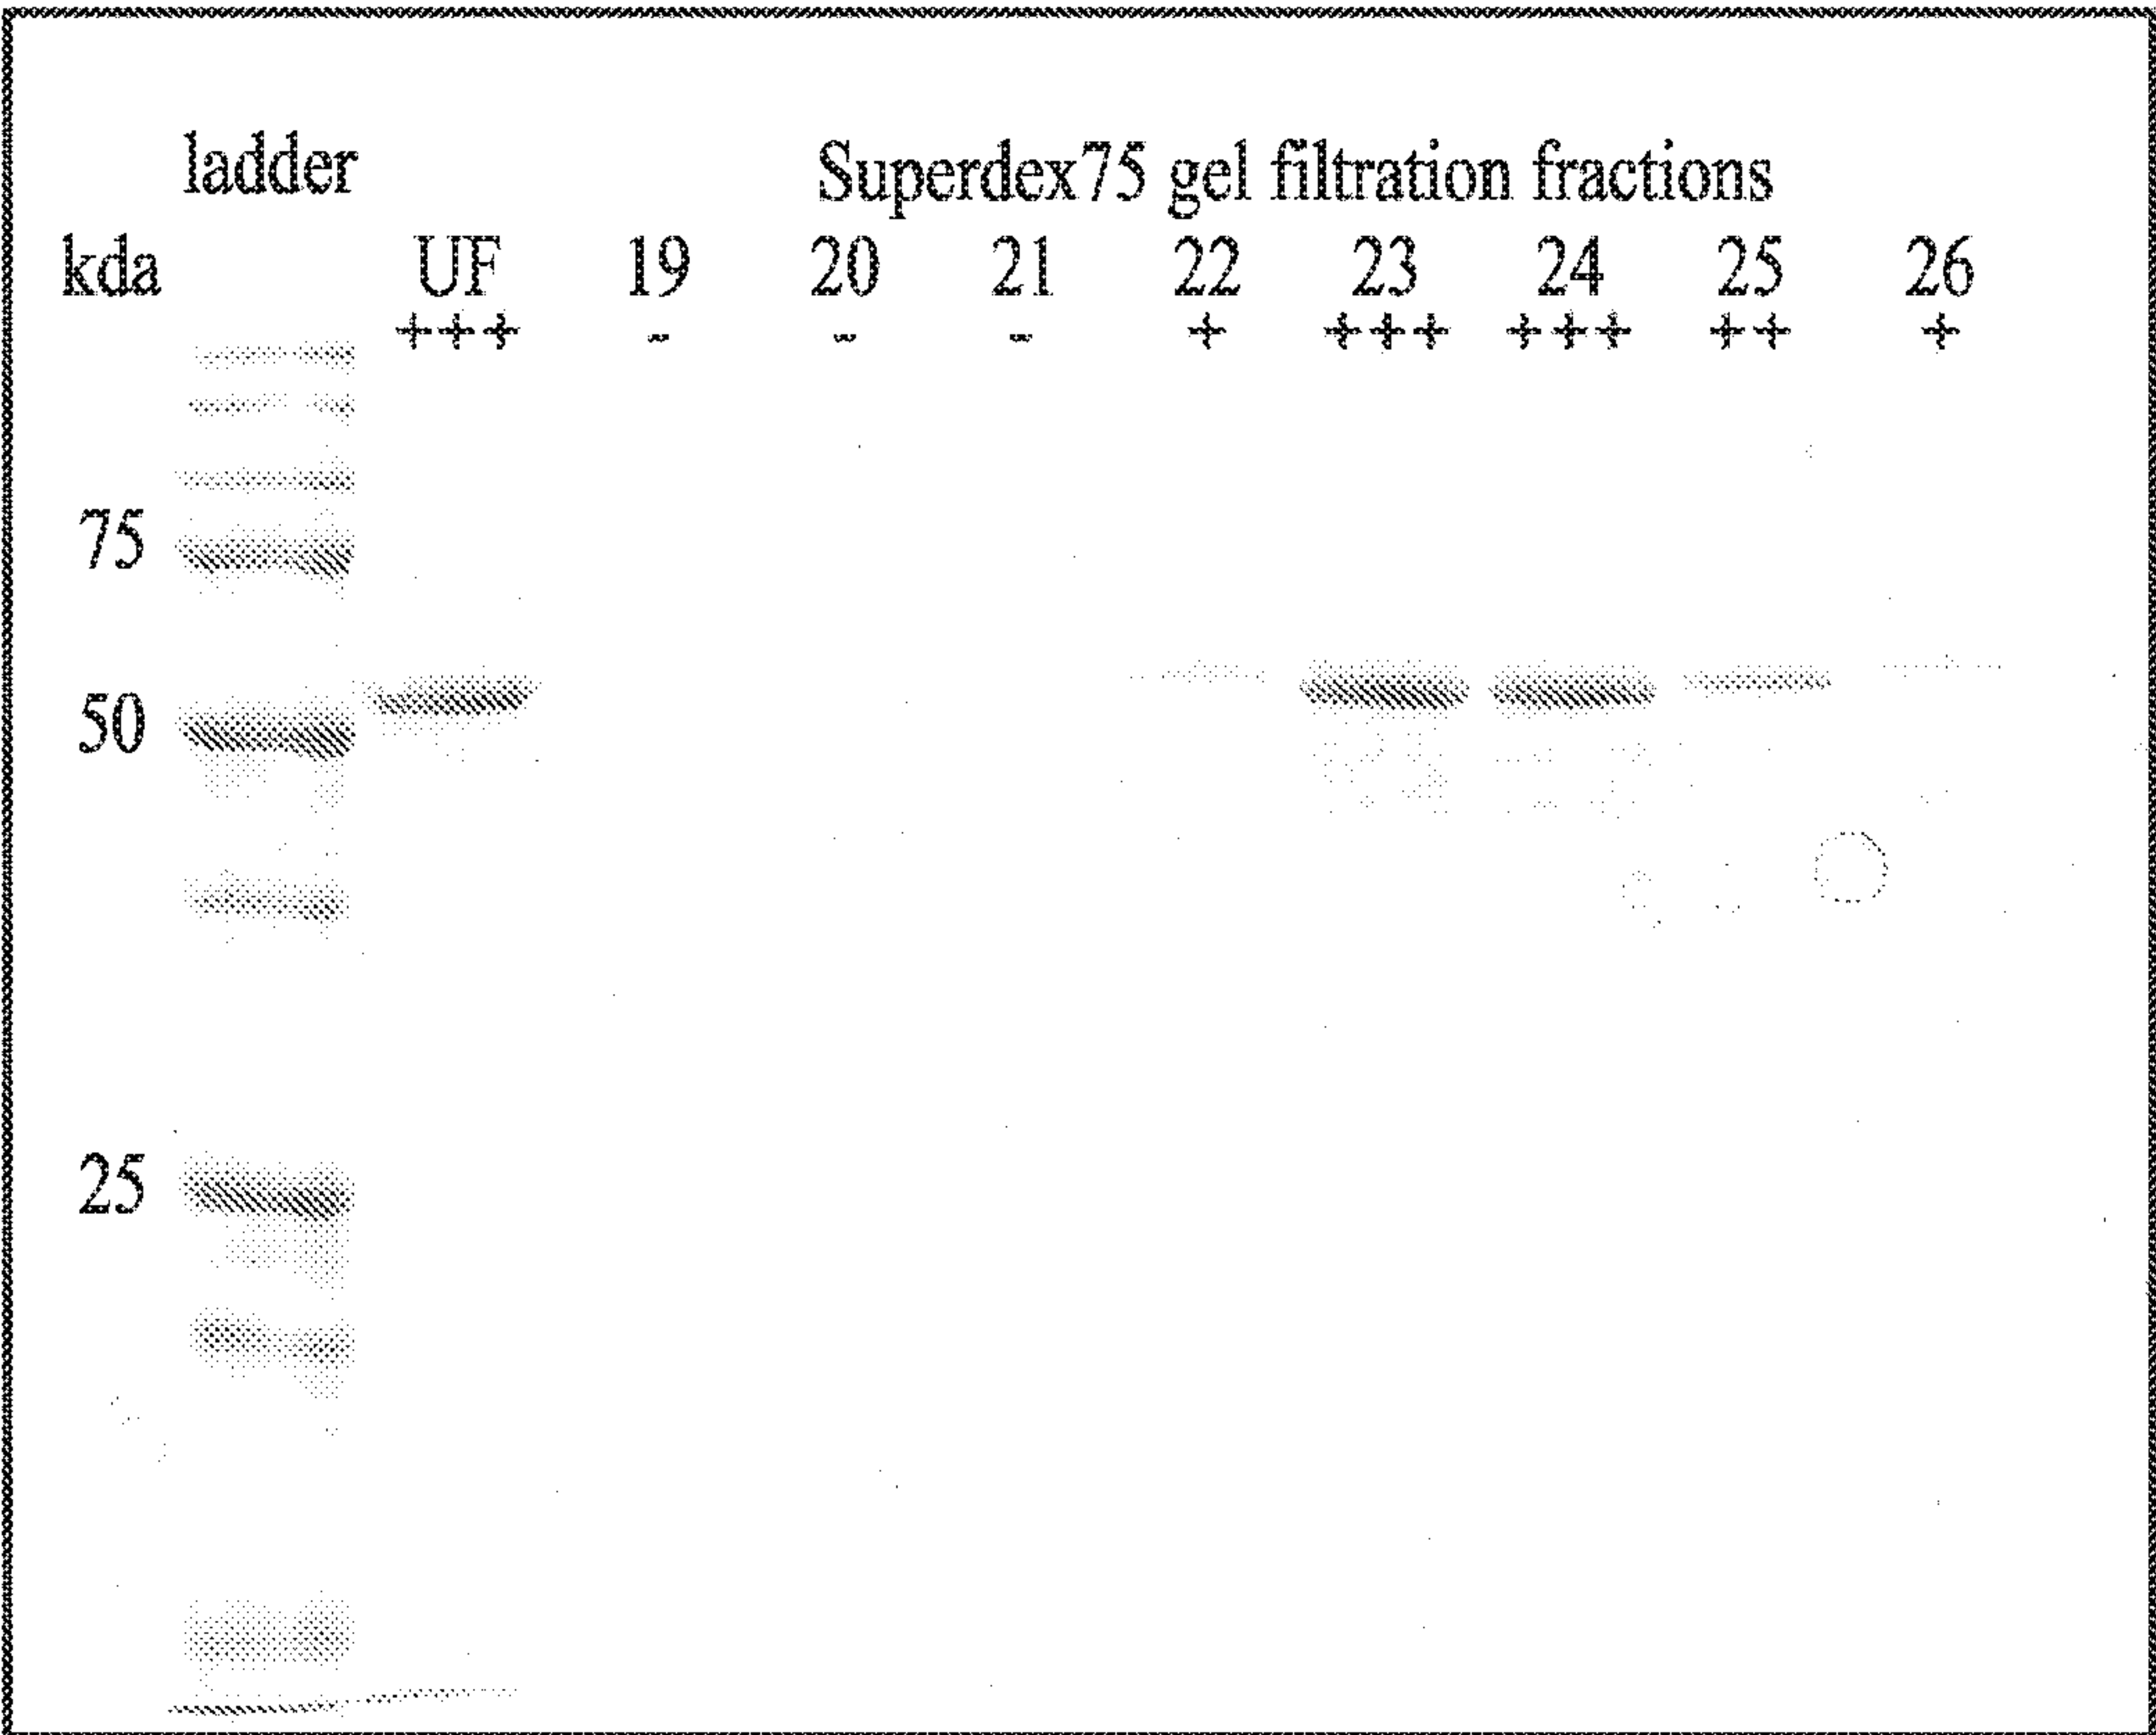 ladder Superdex75 gel filtration fractions
kda UF 19 20 21 22 23 24 25 26
+++ - - - + +++ +++ ++ +
75
50
25